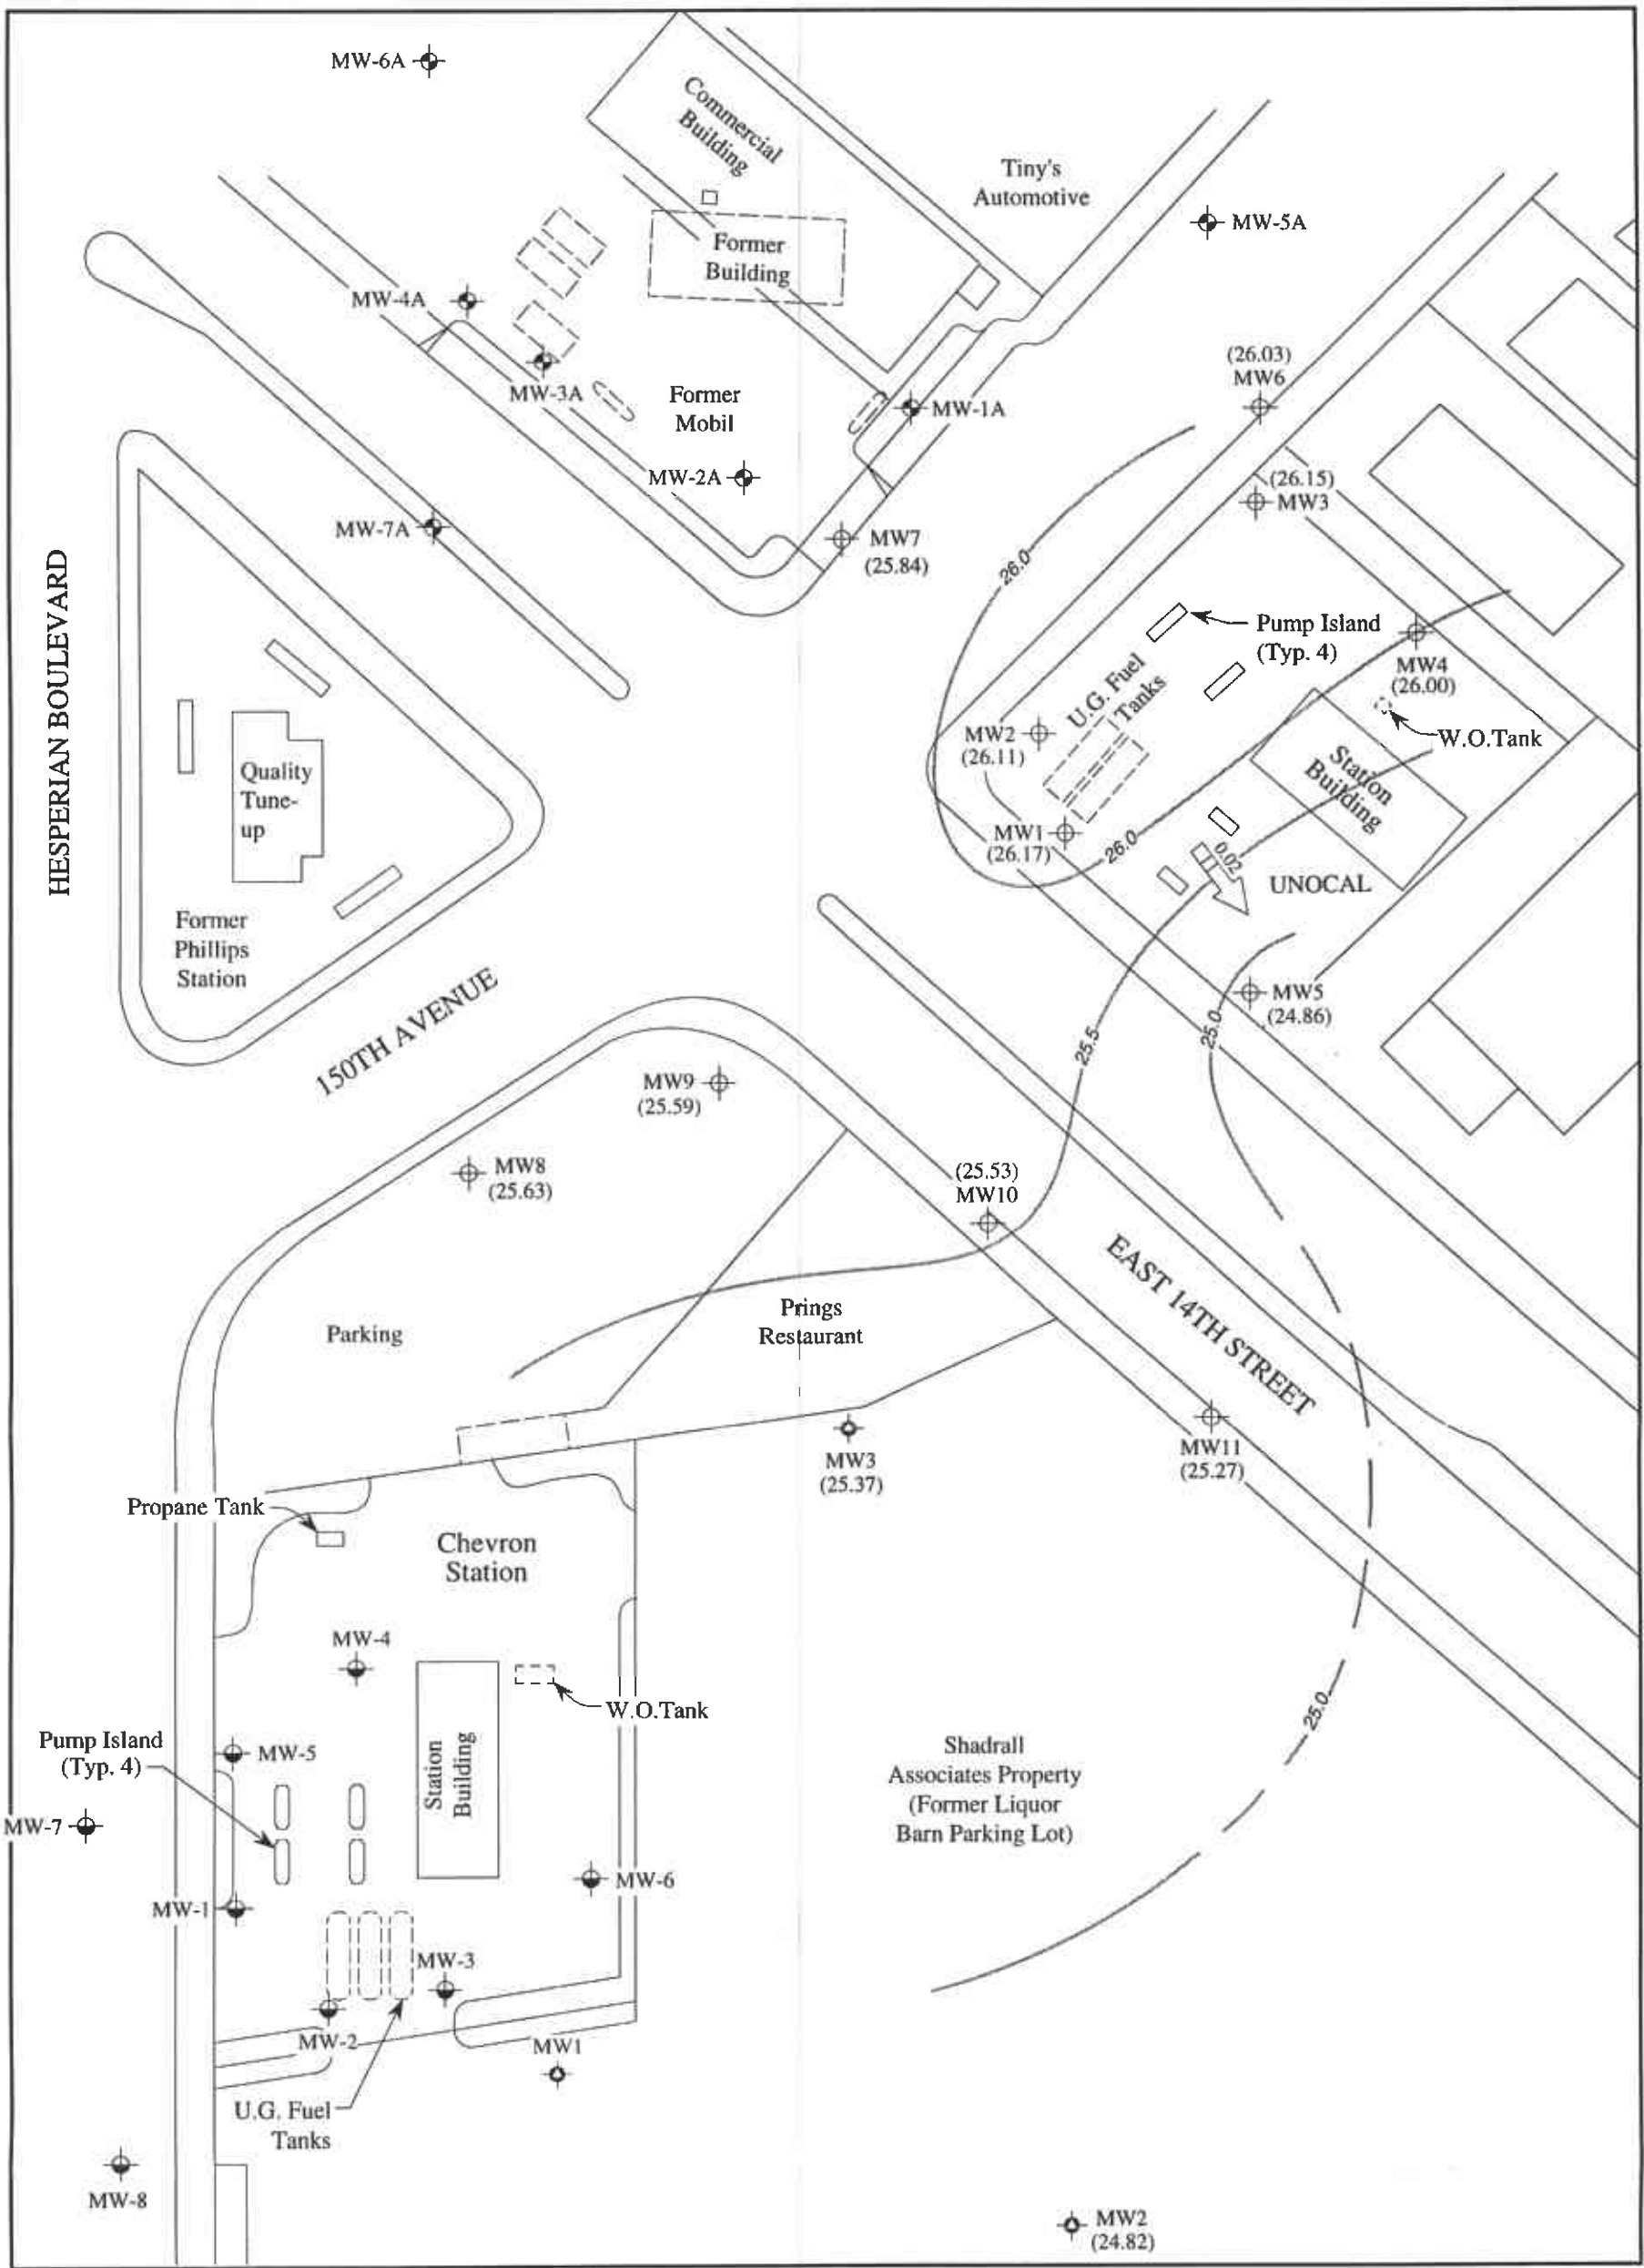 MW-6A
Commercial
Building
Tiny's
Automotive
MW-5A
Former
Building
MW-4A
MW-3A
Former
Mobil
MW-1A
(26.03)
MW6
MW-2A
(26.15)
MW3
MW-7A
MW7
(25.84)
26.0
HESPERIAN BOULEVARD
Pump Island
(Typ. 4)
MW4
(26.00)
U.G. Fuel
Tanks
W.O.Tank
MW2
(26.11)
Station
Building
Quality
Tune-
up
MW1
(26.17)
26.0
0.02
UNOCAL
Former
Phillips
Station
MW5
(24.86)
25.0
25.5
150TH AVENUE
MW9
(25.59)
MW8
(25.63)
(25.53)
MW10
EAST 14TH STREET
Parking
Prings
Restaurant
MW3
(25.37)
MW11
(25.27)
Propane Tank
Chevron
Station
MW-4
W.O.Tank
Pump Island
(Typ. 4)
MW-5
Station
Building
25.0
Shadrall
Associates Property
(Former Liquor
Barn Parking Lot)
MW-7
MW-6
MW-1
MW-3
MW-2
MW1
U.G. Fuel
Tanks
MW-8
MW2
(24.82)